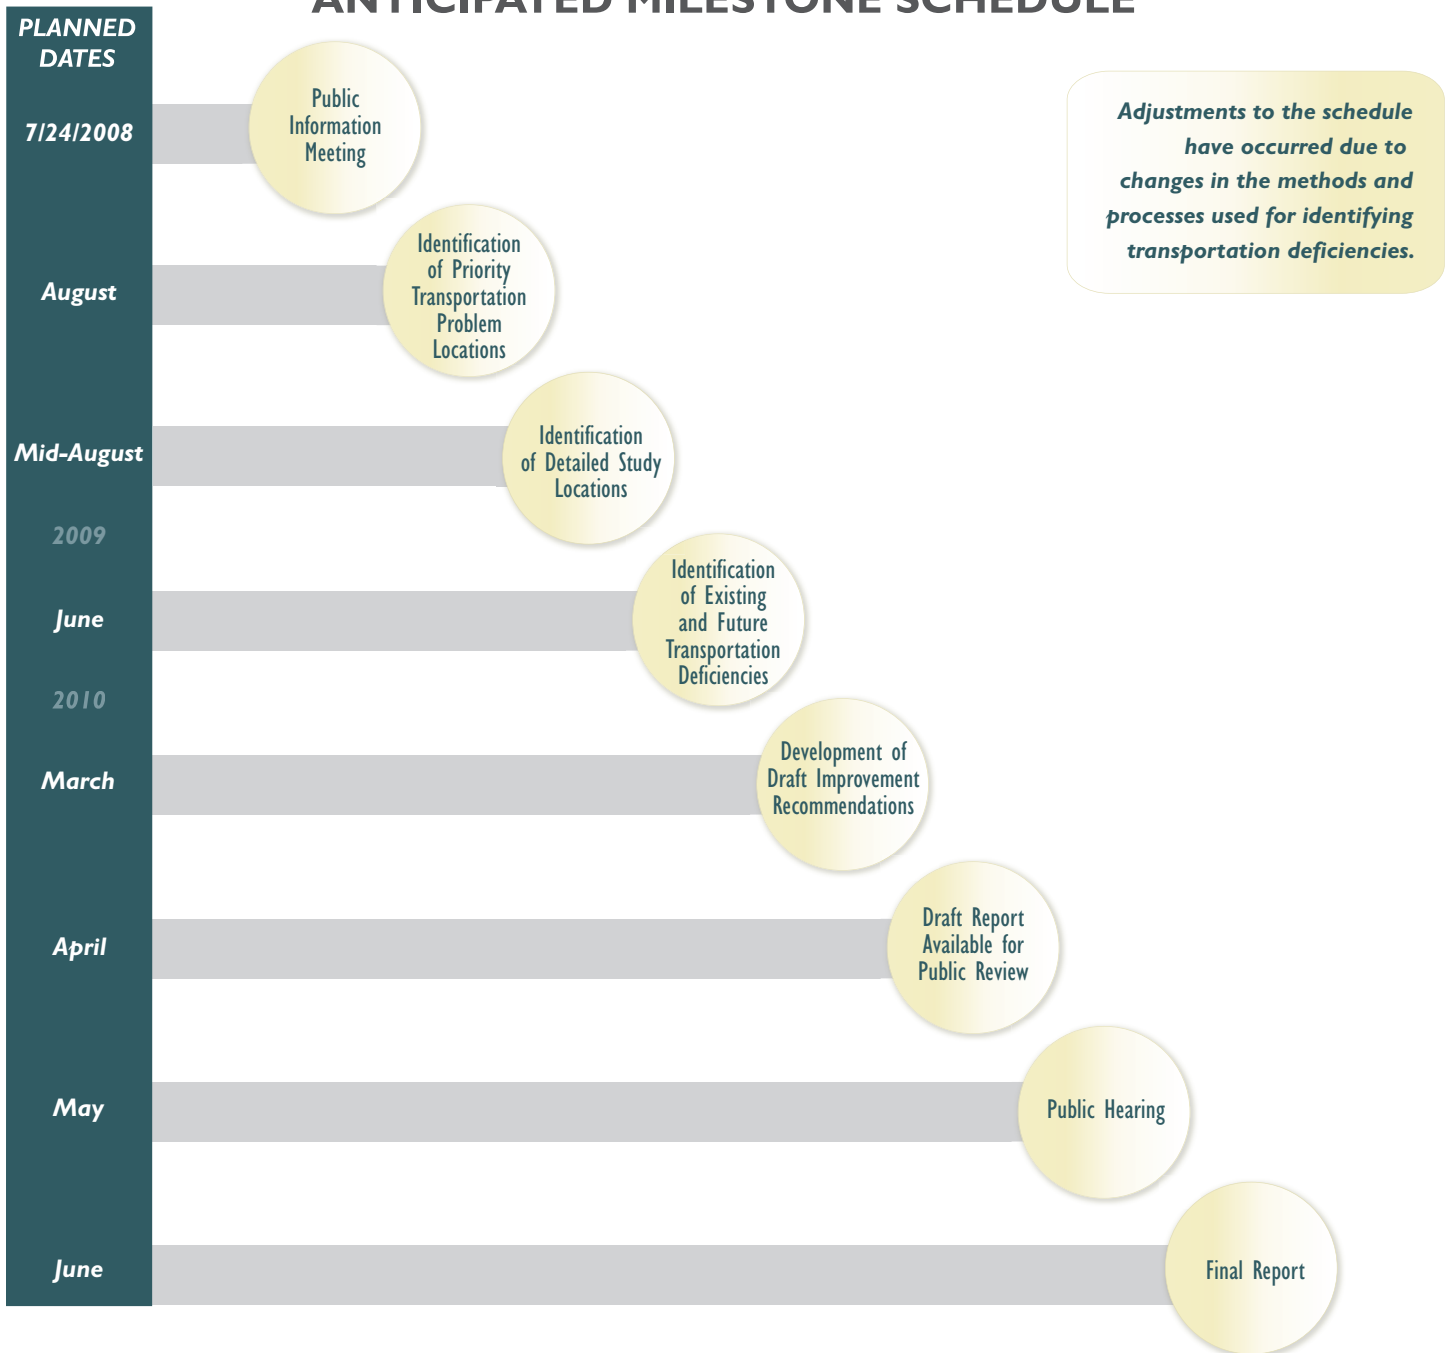 ANTICIPATED MILESTONE SCHEDULE
PLANNED
DATES
7/24/2008
Public
Information
Meeting
Adjustments to the schedule
have occurred due to
changes in the methods and
processes used for identifying
transportation deficiencies.
August
Identification
of Priority
Transportation
Problem
Locations
Mid-August
Identification
of Detailed Study
Locations
2009
June
Identification
of Existing
and Future
Transportation
Deficiencies
2010
March
Development of
Draft Improvement
Recommendations
April
Draft Report
Available for
Public Review
May
Public Hearing
June
Final Report